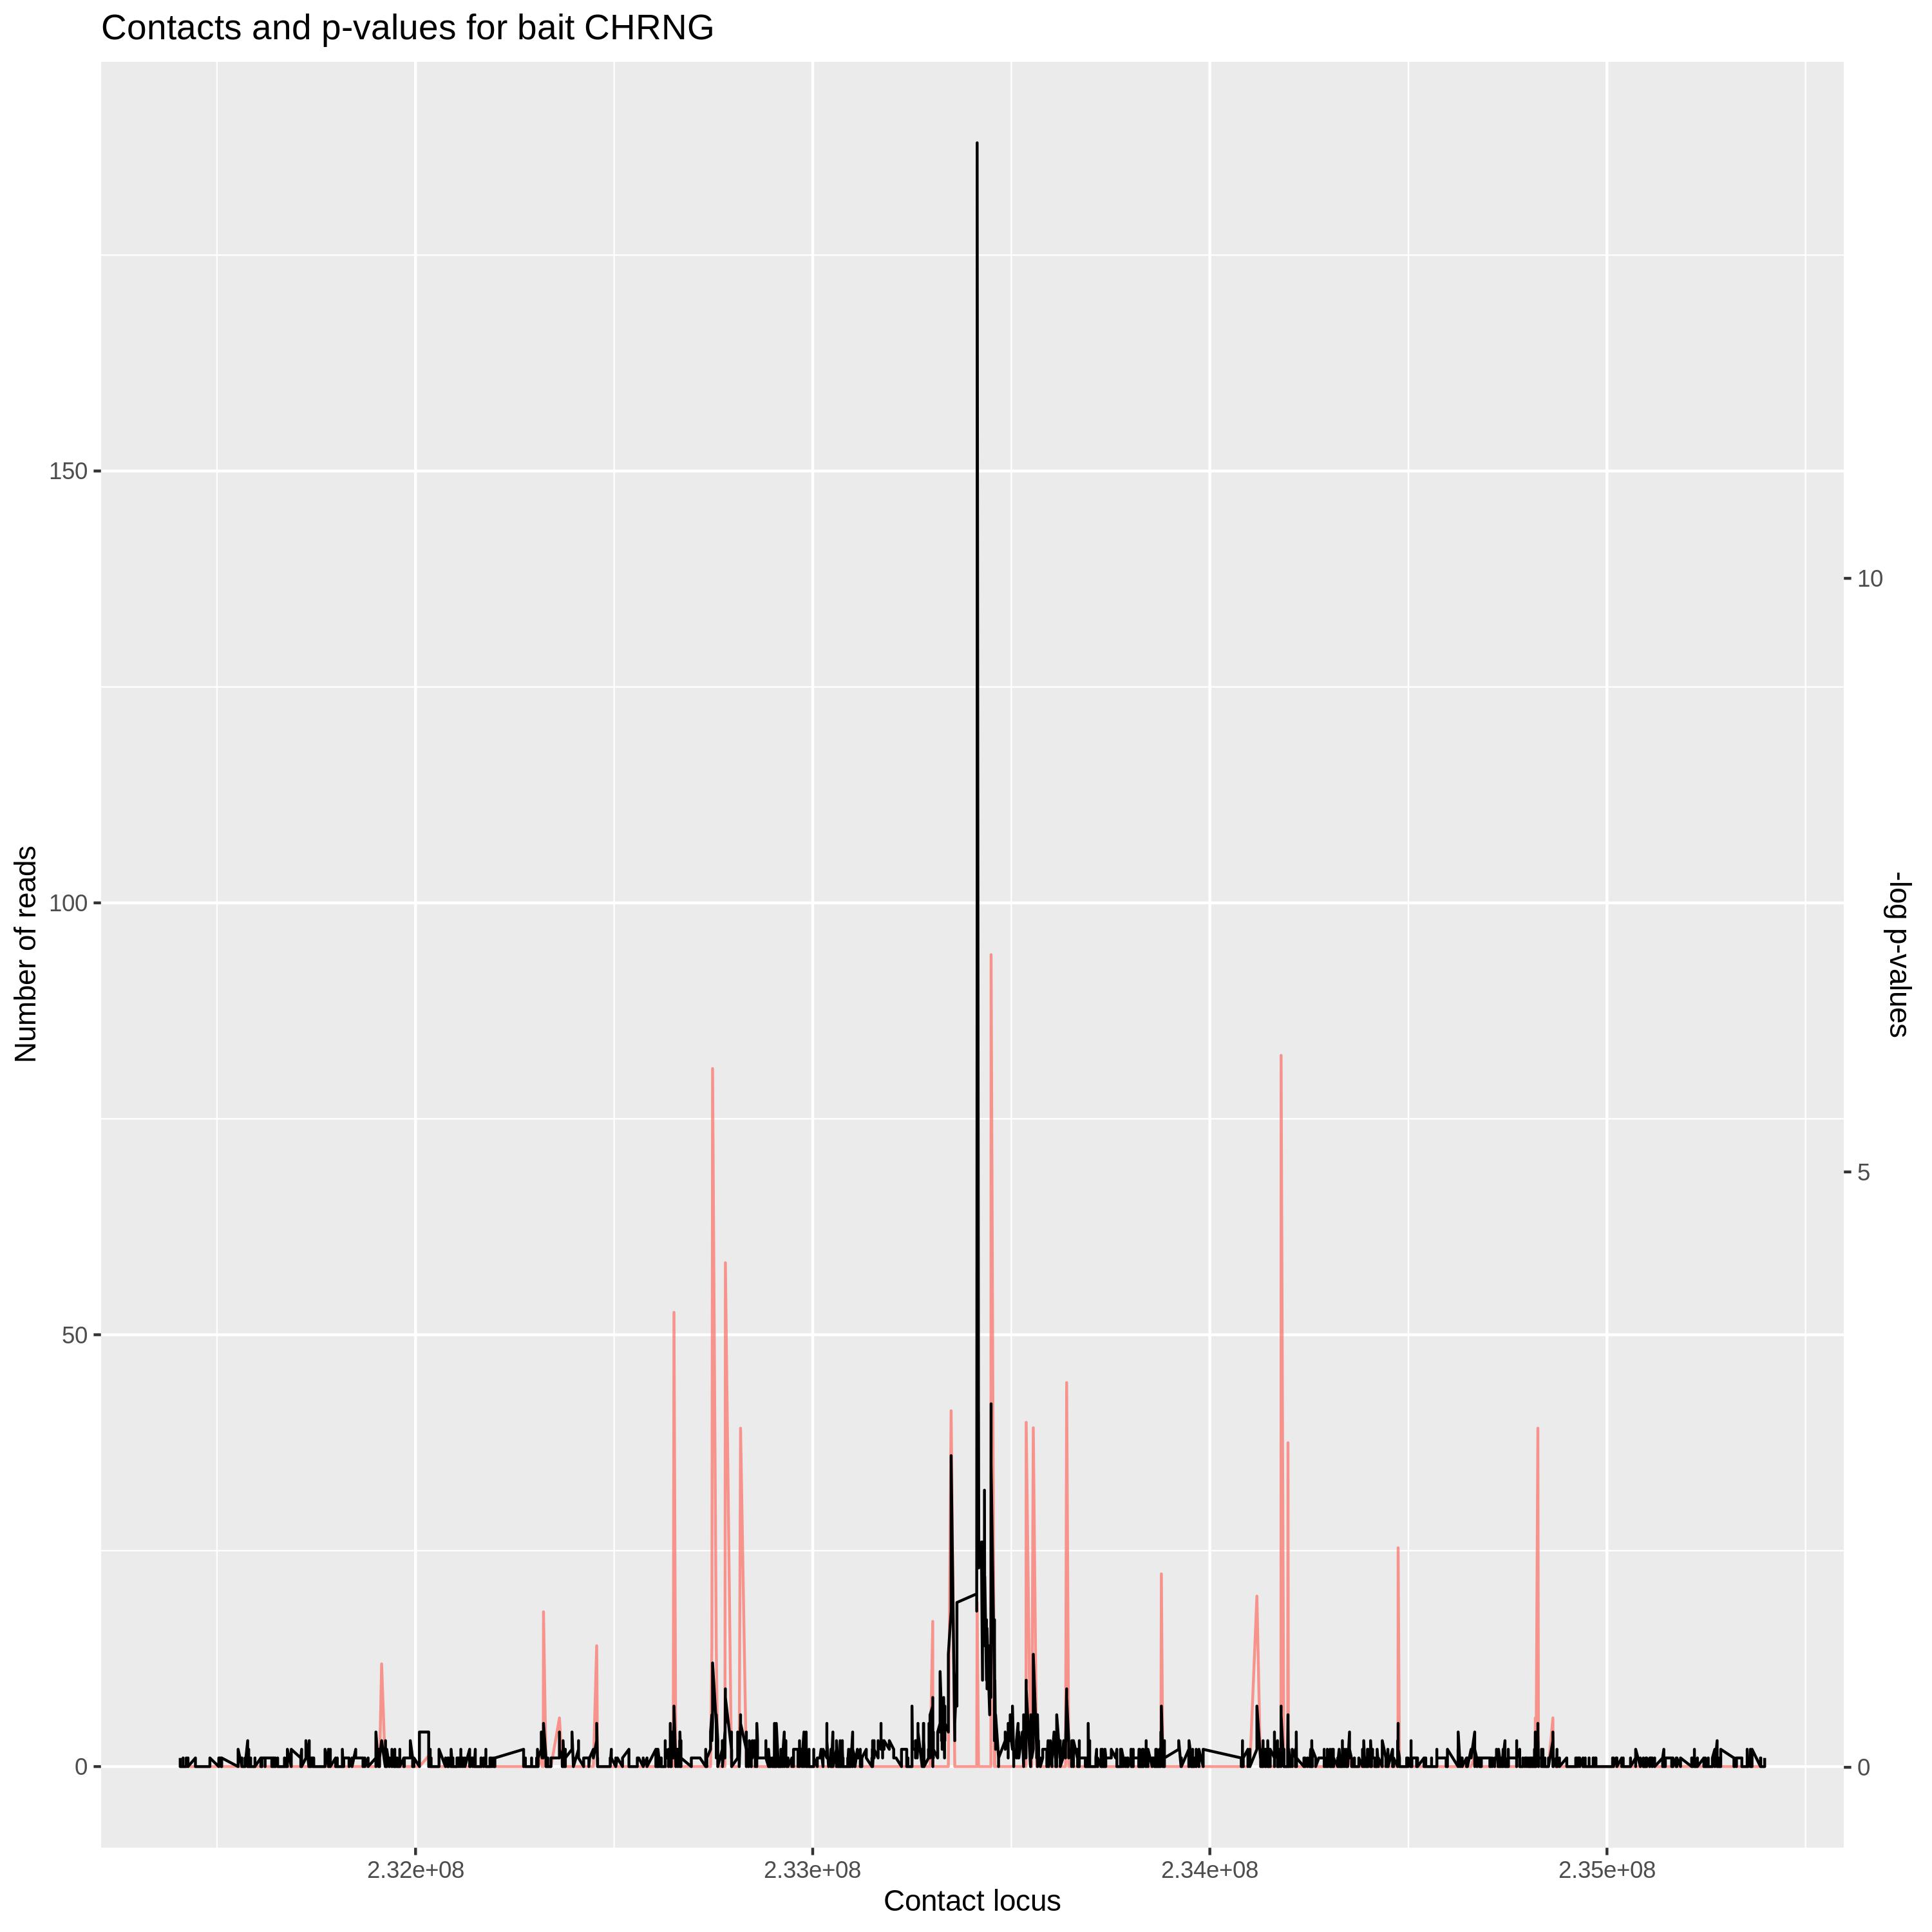 Contacts and p-values for bait CHRNG
Number of reads
150
100
50
0
10
5
0
-log p-values
2.32e+08 2.33e+08 2.34e+08 2.35e+08
Contact locus